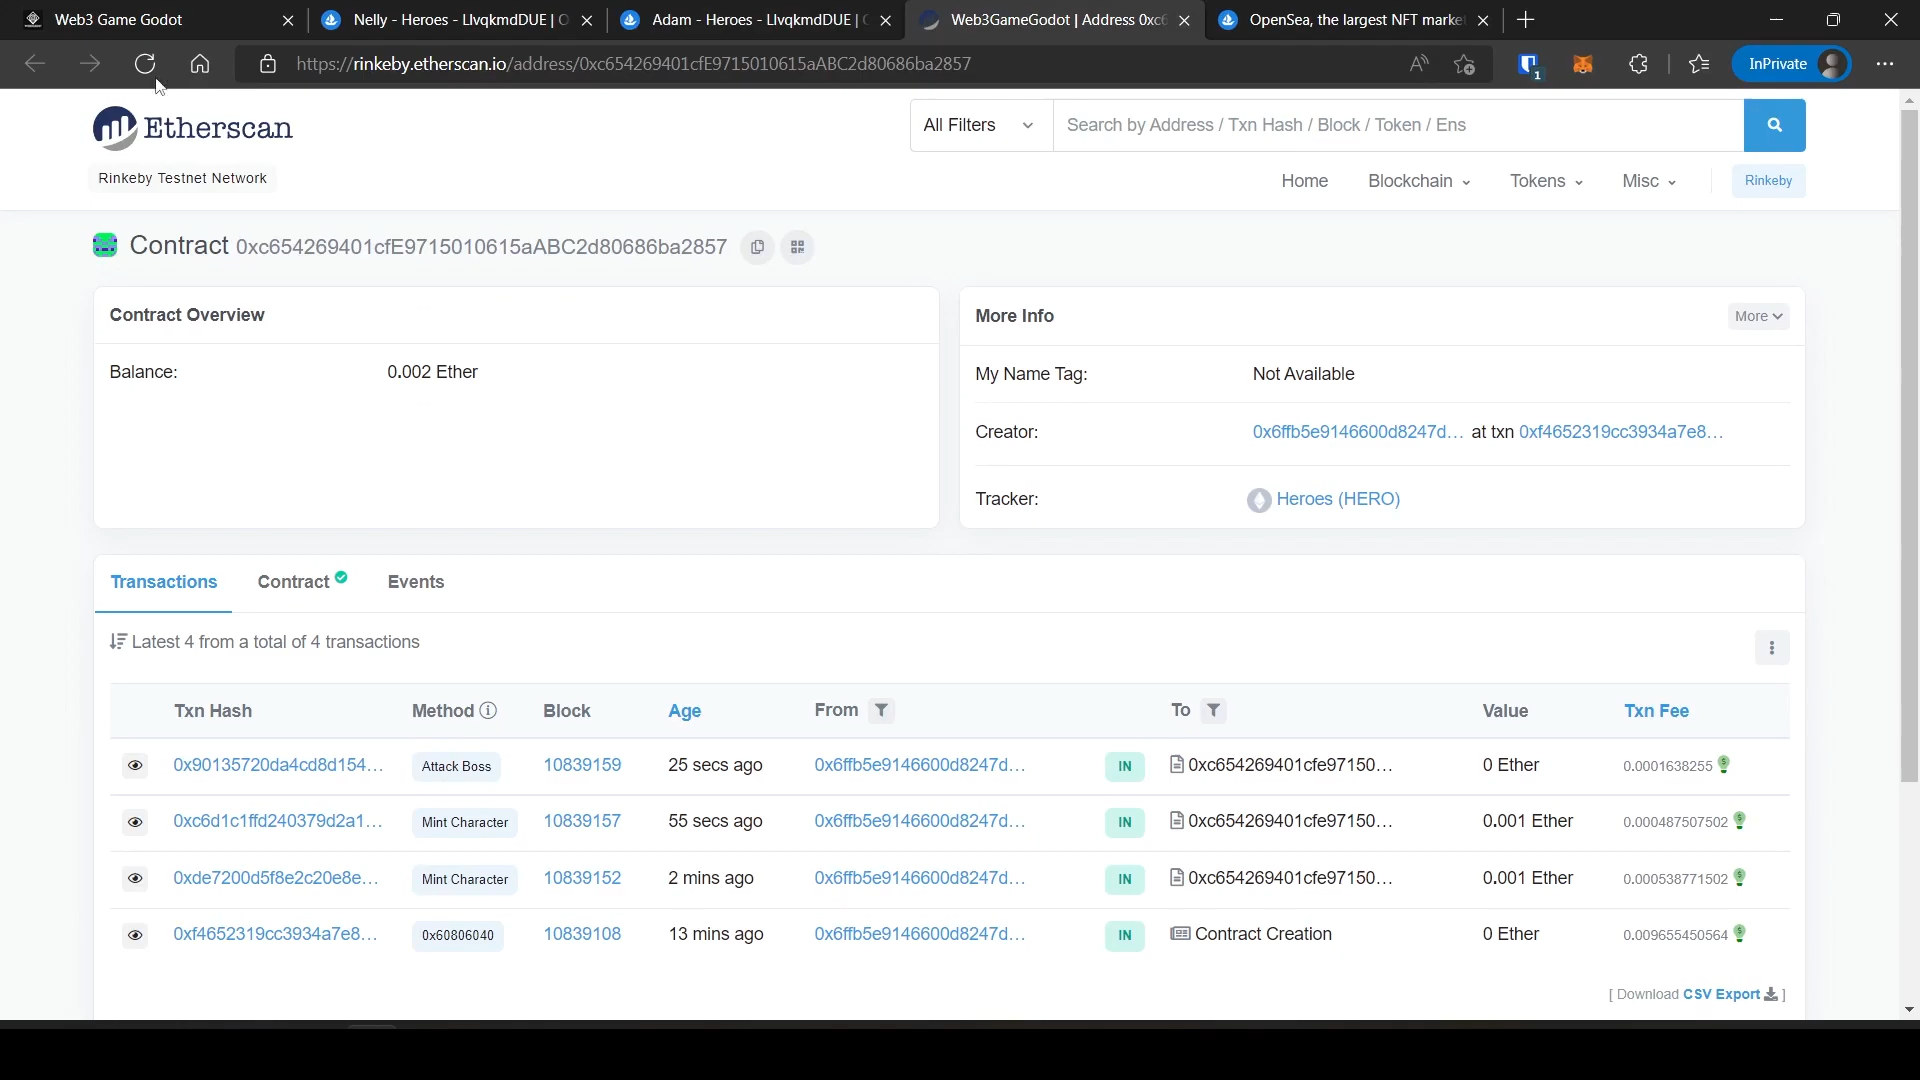 Web3 Game Godot
Nelly - Heroes - LlvqkmdDUE | O
Adam - Heroes - LlvqkmdDUE |
Web3GameGodot | Address 0xc6
OpenSea, the largest NFT marke
https://rinkeby.etherscan.io/address/0xc654269401cfE9715010615aABC2d80686ba2857
1
InPrivate
Etherscan
All Filters
Search by Address / Txn Hash / Block / Token / Ens
Rinkeby Testnet Network
Home
Blockchain
Tokens
Misc
Rinkeby
Contract 0xc654269401cfE9715010615aABC2d80686ba2857
Contract Overview
Balance: 0.002 Ether
More Info
More
My Name Tag: Not Available
Creator: 0x6ffb5e9146600d8247d... at txn 0xf4652319cc3934a7e8...
Tracker: Heroes (HERO)
Transactions
Contract
Events
Latest 4 from a total of 4 transactions
Txn Hash Method Block Age From To Value Txn Fee
0x90135720da4cd8d154... Attack Boss 10839159 25 secs ago 0x6ffb5e9146600d8247d... IN 0xc654269401cfe97150... 0 Ether 0.0001638255
0xc6d1c1ffd240379d2a1... Mint Character 10839157 55 secs ago 0x6ffb5e9146600d8247d... IN 0xc654269401cfe97150... 0.001 Ether 0.000487507502
0xde7200d5f8e2c20e8e... Mint Character 10839152 2 mins ago 0x6ffb5e9146600d8247d... IN 0xc654269401cfe97150... 0.001 Ether 0.000538771502
0xf4652319cc3934a7e8... 0x60806040 10839108 13 mins ago 0x6ffb5e9146600d8247d... IN Contract Creation 0 Ether 0.009655450564
[ Download CSV Export ]